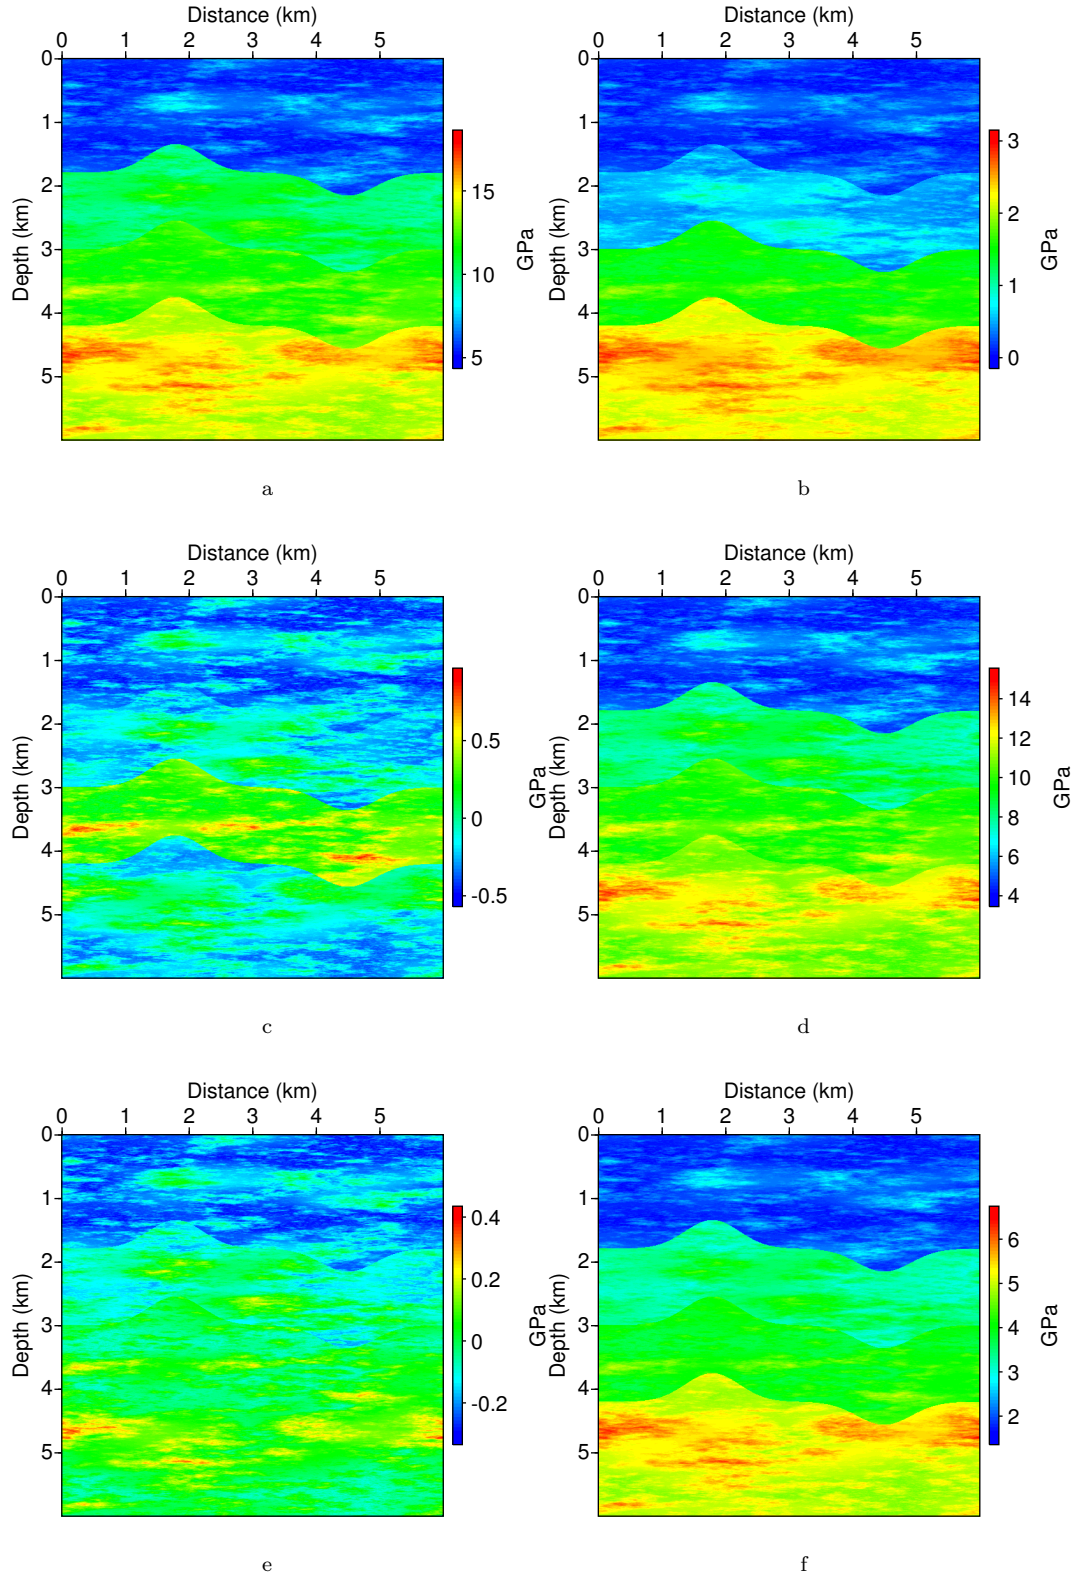 Distance (km) Distance (km)
0 1 2 3 4 5 0 1 2 3 4 5
0 0
1 1
2 2
3 3
4 4
5 5
Depth (km) Depth (km)
15
10
5
GPa
3
2
1
0
GPa
a b
Distance (km) Distance (km)
0 1 2 3 4 5 0 1 2 3 4 5
0 0
1 1
2 2
3 3
4 4
5 5
Depth (km) Depth (km)
0.5
0
-0.5
GPa
14
12
10
8
6
4
GPa
c d
Distance (km) Distance (km)
0 1 2 3 4 5 0 1 2 3 4 5
0 0
1 1
2 2
3 3
4 4
5 5
Depth (km) Depth (km)
0.4
0.2
0
-0.2
GPa
6
5
4
3
2
GPa
e f